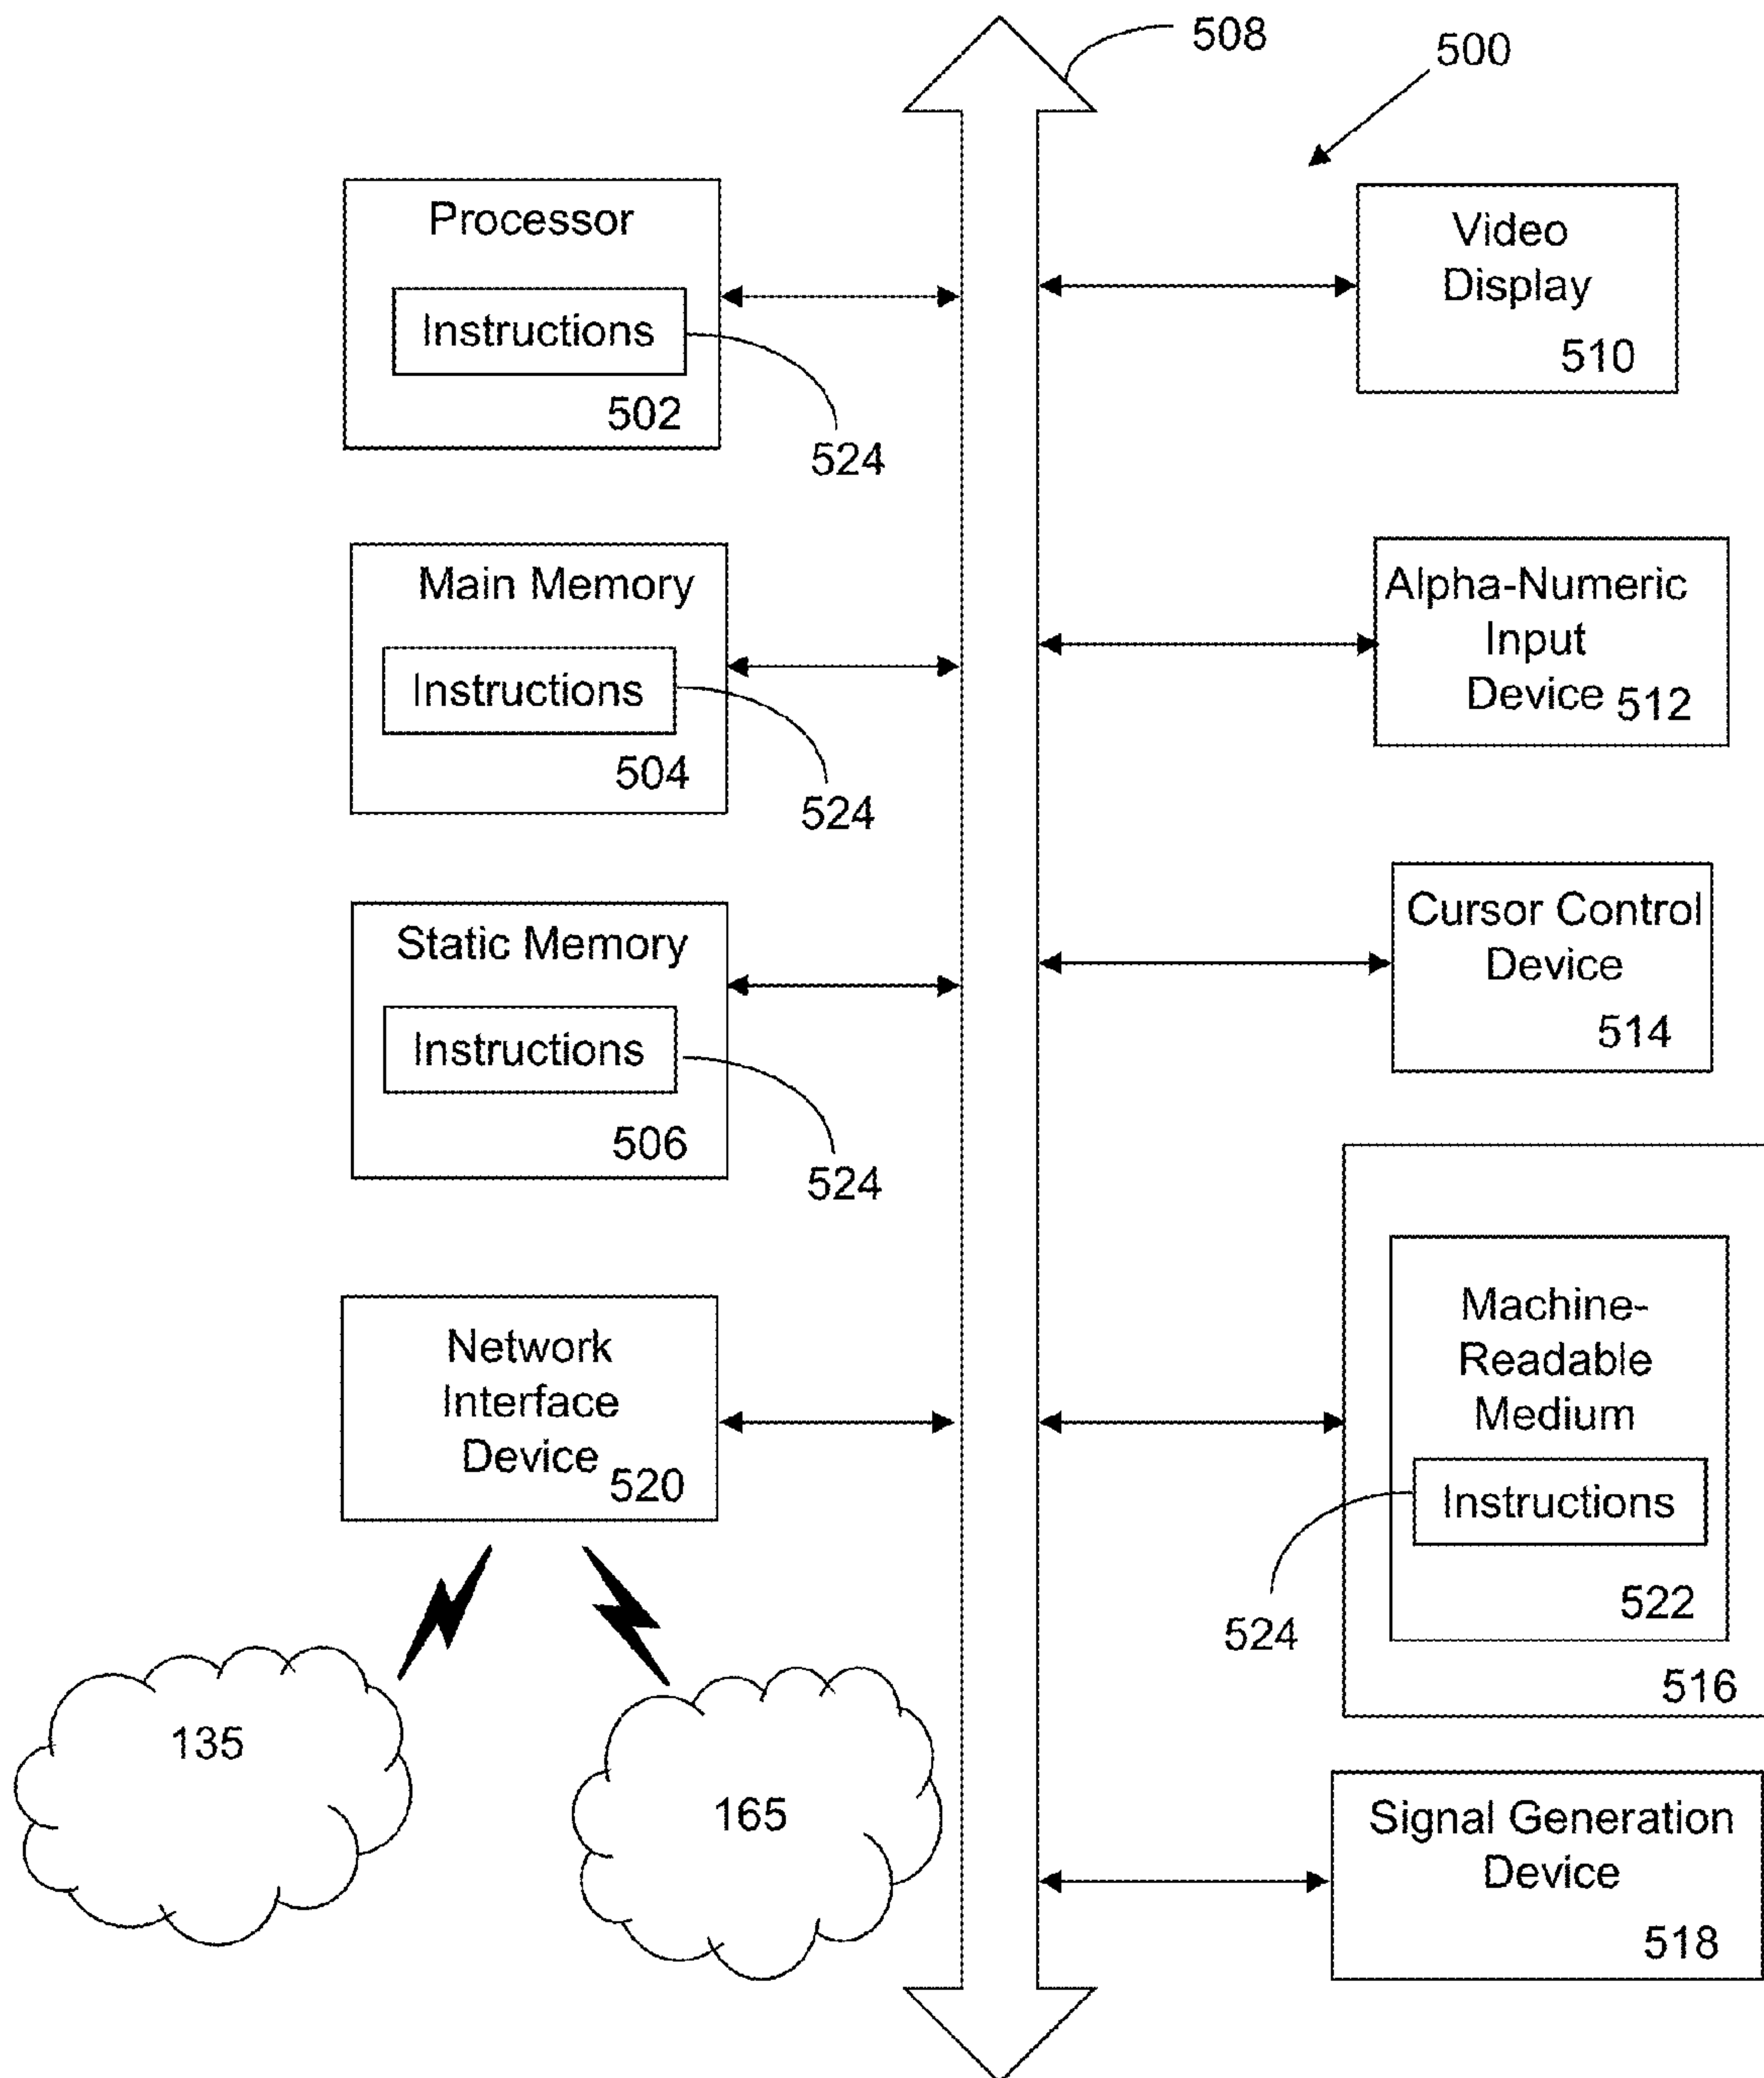 508
500
Processor
Instructions
502
524
Video
Display
510
Main Memory
Instructions
504
524
Alpha-Numeric
Input
Device 512
Static Memory
Instructions
506
524
Cursor Control
Device
514
Network
Interface
Device 520
Machine-
Readable
Medium
Instructions
522
524
516
135
165
Signal Generation
Device
518